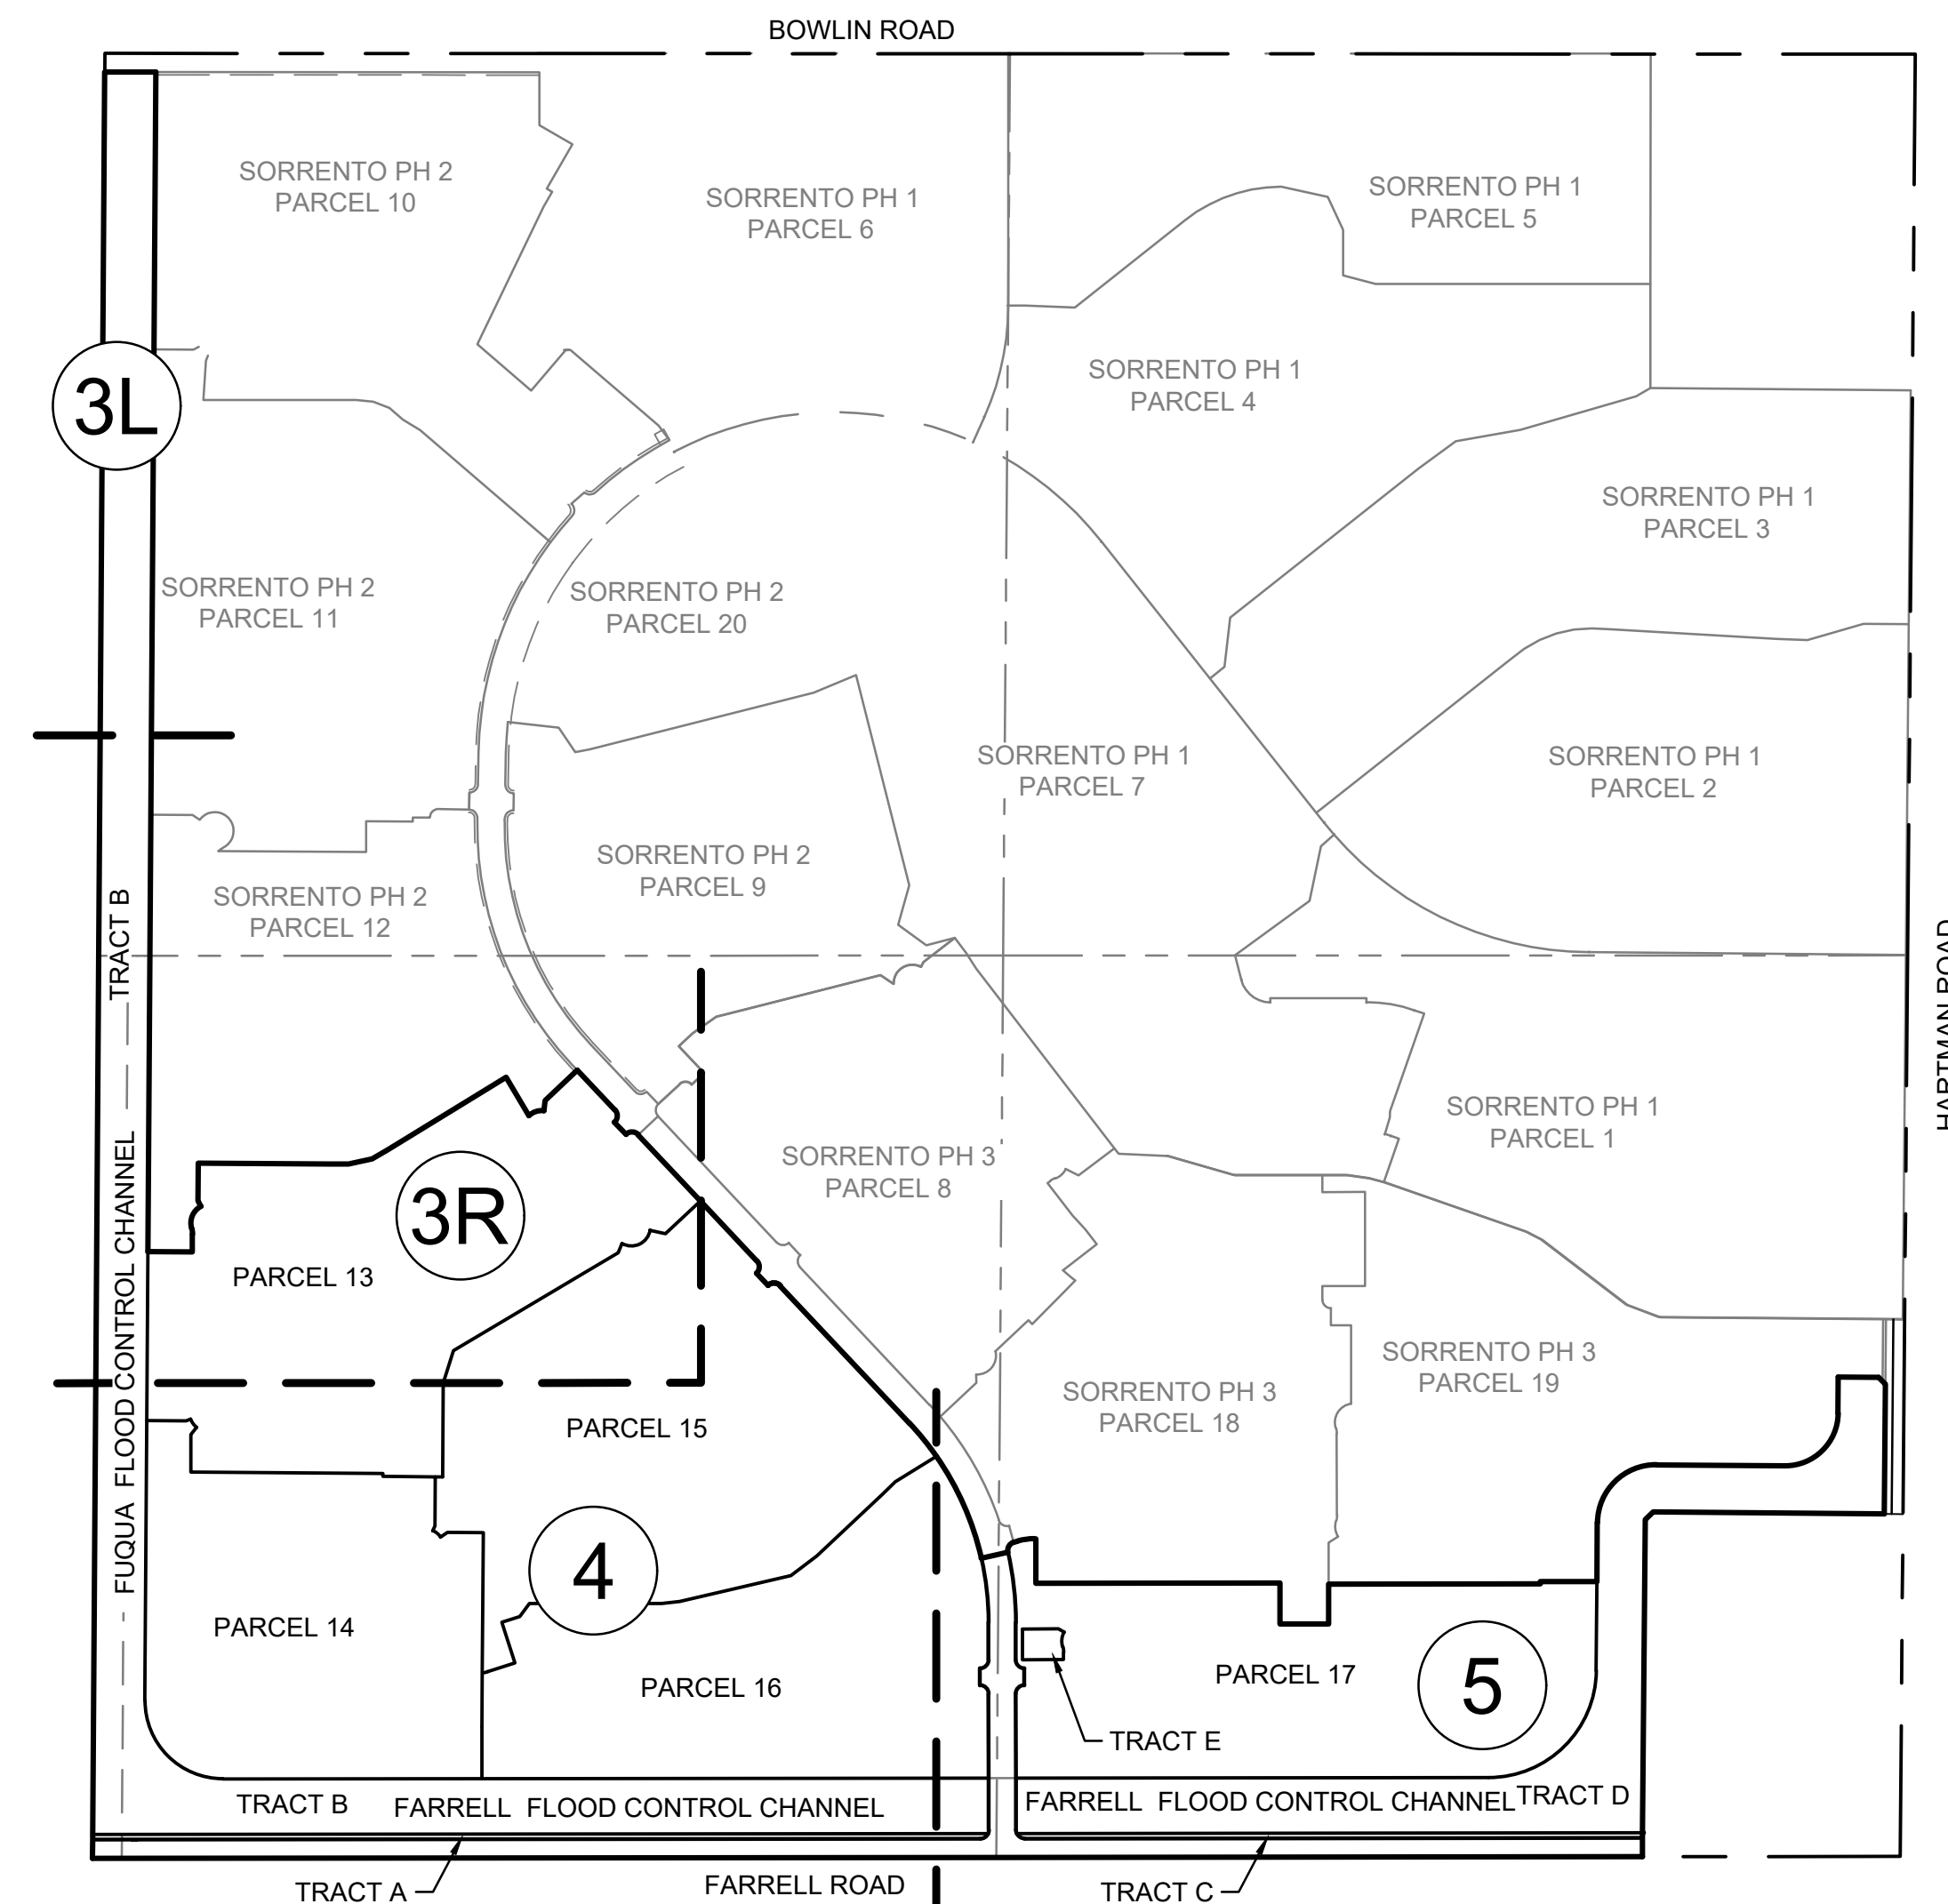 BOWLIN ROAD
SORRENTO PH 2
PARCEL 10
SORRENTO PH 1
PARCEL 6
SORRENTO PH 1
PARCEL 5
3L
SORRENTO PH 1
PARCEL 4
SORRENTO PH 1
PARCEL 3
SORRENTO PH 2
PARCEL 11
SORRENTO PH 2
PARCEL 20
SORRENTO PH 1
PARCEL 7
SORRENTO PH 1
PARCEL 2
SORRENTO PH 2
PARCEL 9
SORRENTO PH 2
PARCEL 12
TRACT B
HARTMAN ROAD
SORRENTO PH 1
PARCEL 1
SORRENTO PH 3
PARCEL 8
3R
FUQUA FLOOD CONTROL CHANNEL
PARCEL 13
SORRENTO PH 3
PARCEL 19
SORRENTO PH 3
PARCEL 18
PARCEL 15
4
PARCEL 14
PARCEL 16
PARCEL 17
5
TRACT E
TRACT B
FARRELL FLOOD CONTROL CHANNEL
FARRELL FLOOD CONTROL CHANNEL
TRACT D
TRACT A
FARRELL ROAD
TRACT C